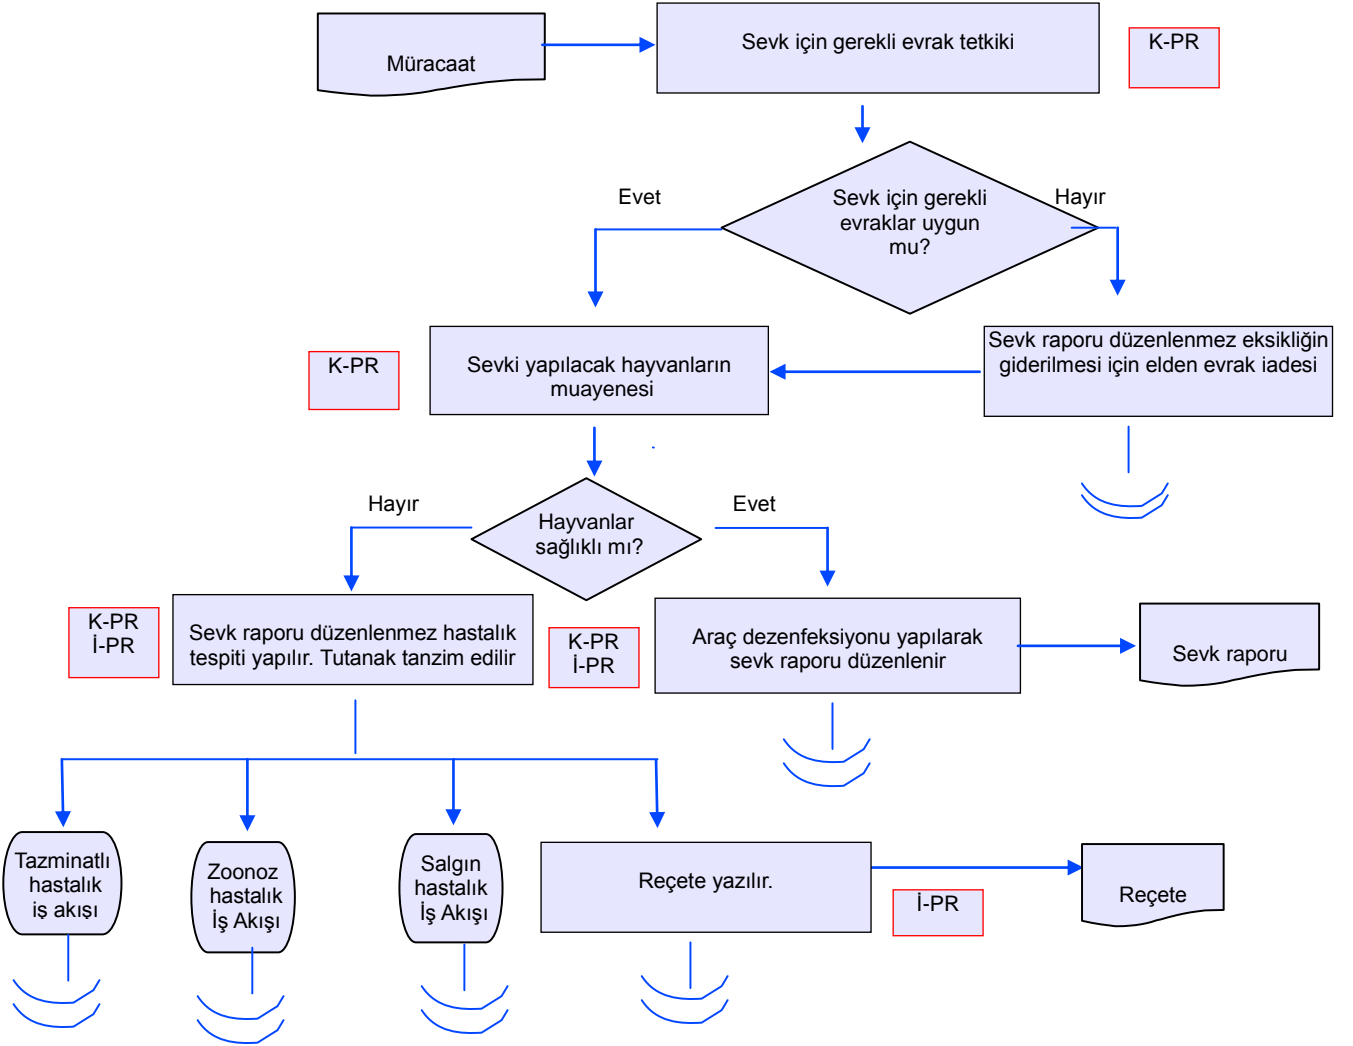 Müracaat
Sevk için gerekli evrak tetkiki
K-PR
Evet
Sevk için gerekli
evraklar uygun
mu?
Hayır
K-PR
Sevki yapılacak hayvanların
muayenesi
Sevk raporu düzenlenmez eksikliğin
giderilmesi için elden evrak iadesi
Hayır
Hayvanlar
sağlıklı mı?
Evet
K-PR
İ-PR
Sevk raporu düzenlenmez hastalık
tespiti yapılır. Tutanak tanzim edilir
K-PR
İ-PR
Araç dezenfeksiyonu yapılarak
sevk raporu düzenlenir
Sevk raporu
Tazminatlı
hastalık
iş akışı
Zoonoz
hastalık
İş Akışı
Salgın
hastalık
İş Akışı
Reçete yazılır.
İ-PR
Reçete